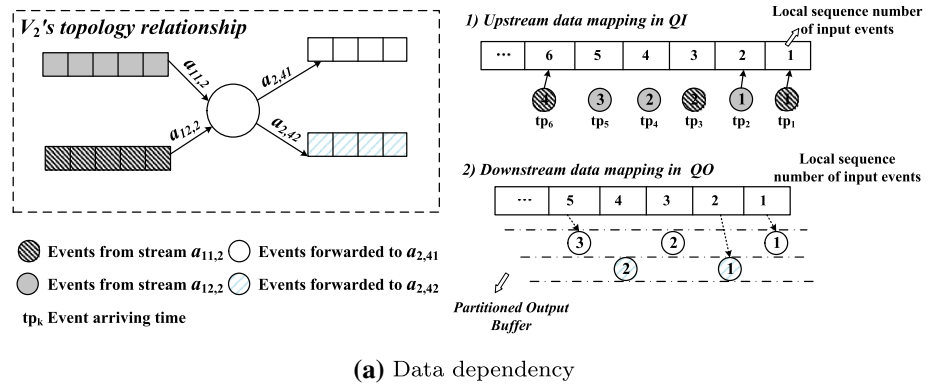 V2's topology relationship
a11,2
a12,2
a2,41
a2,42
Events from stream a11,2
Events forwarded to a2,41
Events from stream a12,2
Events forwarded to a2,42
tpk Event arriving time
1) Upstream data mapping in QI
Local sequence number
of input events
··· 6 5 4 3 2 1
4 3 2 2 1 1
tp6 tp5 tp4 tp3 tp2 tp1
2) Downstream data mapping in QO
Local sequence
number of input events
··· 5 4 3 2 1
3 2 1
2 1
Partitioned Output
Buffer
(a) Data dependency